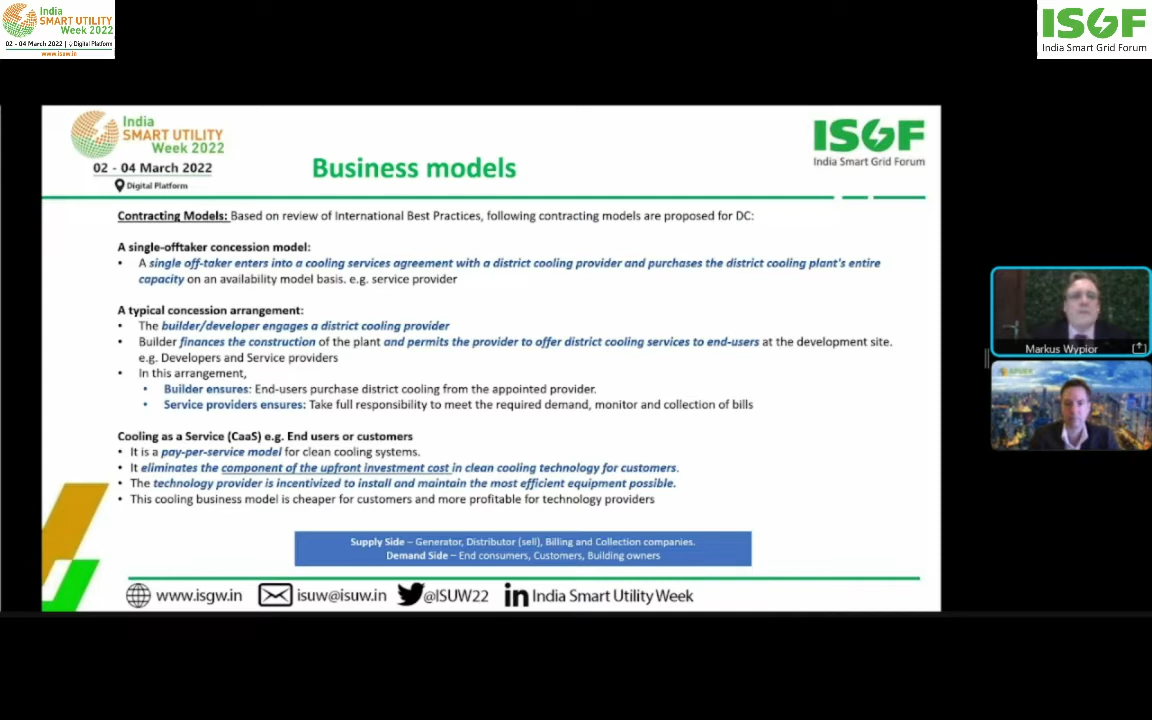 India
SMART UTILITY
Week 2022
02 - 04 March 2022 | Digital Platform
www.isuw.in
ISGF
India Smart Grid Forum
India
SMART UTILITY
Week 2022
02 - 04 March 2022
Digital Platform
Business models
ISGF
India Smart Grid Forum
Contracting Models: Based on review of International Best Practices, following contracting models are proposed for DC:
A single-offtaker concession model:
• A single off-taker enters into a cooling services agreement with a district cooling provider and purchases the district cooling plant's entire
capacity on an availability model basis. e.g. service provider
A typical concession arrangement:
• The builder/developer engages a district cooling provider
• Builder finances the construction of the plant and permits the provider to offer district cooling services to end-users at the development site.
e.g. Developers and Service providers
• In this arrangement,
• Builder ensures: End-users purchase district cooling from the appointed provider.
• Service providers ensures: Take full responsibility to meet the required demand, monitor and collection of bills
Cooling as a Service (CaaS) e.g. End users or customers
• It is a pay-per-service model for clean cooling systems.
• It eliminates the component of the upfront investment cost in clean cooling technology for customers.
• The technology provider is incentivized to install and maintain the most efficient equipment possible.
• This cooling business model is cheaper for customers and more profitable for technology providers
Supply Side – Generator, Distributor (sell), Billing and Collection companies.
Demand Side – End consumers, Customers, Building owners
www.isgw.in isuw@isuw.in @ISUW22 in India Smart Utility Week
Markus Wypior